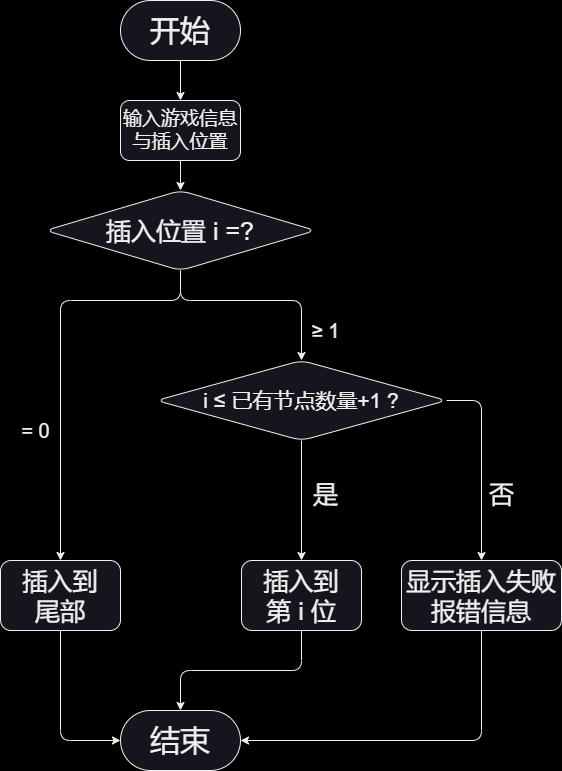 开始
输入游戏信息
与插入位置
插入位置 i =?
≥ 1
i ≤ 已有节点数量+1 ?
= 0
是
否
插入到
尾部
插入到
第 i 位
显示插入失败
报错信息
结束